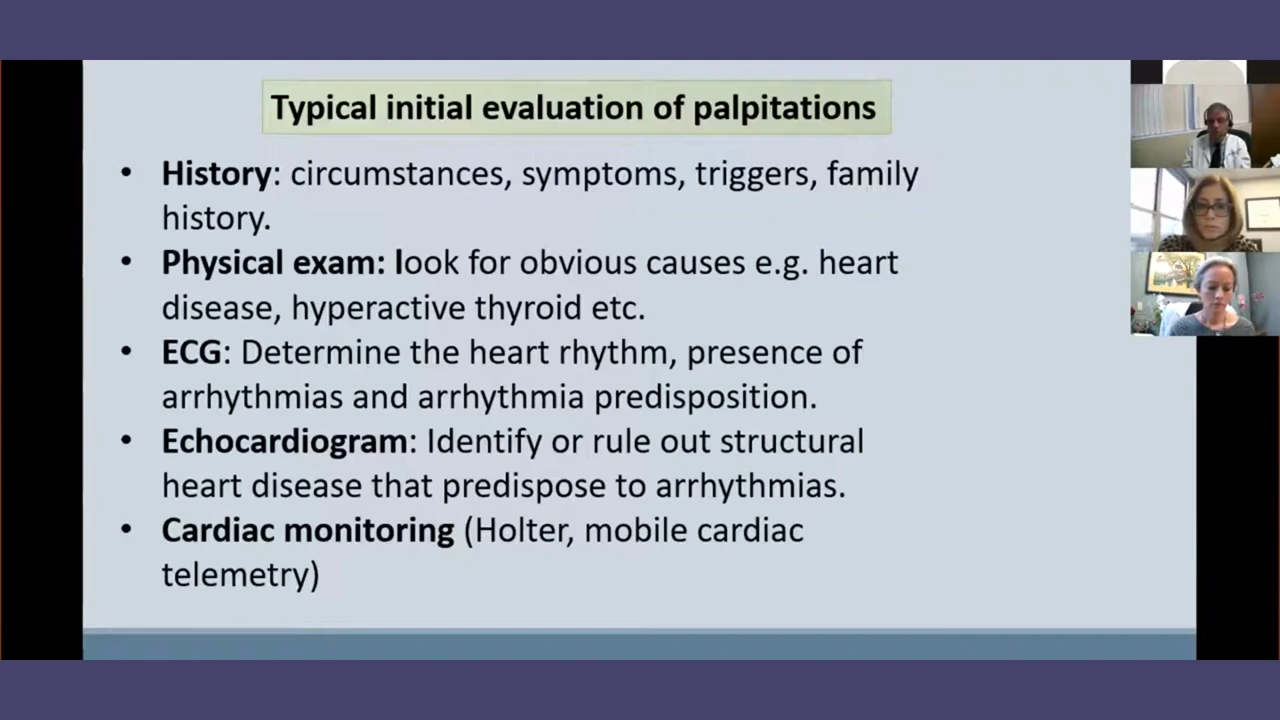 Typical initial evaluation of palpitations
• History: circumstances, symptoms, triggers, family
history.
• Physical exam: look for obvious causes e.g. heart
disease, hyperactive thyroid etc.
• ECG: Determine the heart rhythm, presence of
arrhythmias and arrhythmia predisposition.
• Echocardiogram: Identify or rule out structural
heart disease that predispose to arrhythmias.
• Cardiac monitoring (Holter, mobile cardiac
telemetry)